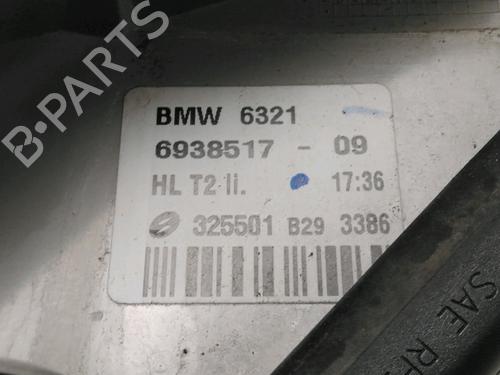 B-PARTS
BMW 6321
6938517 - 09
HL T2 li. 17:36
325501 B29 3386
SAE